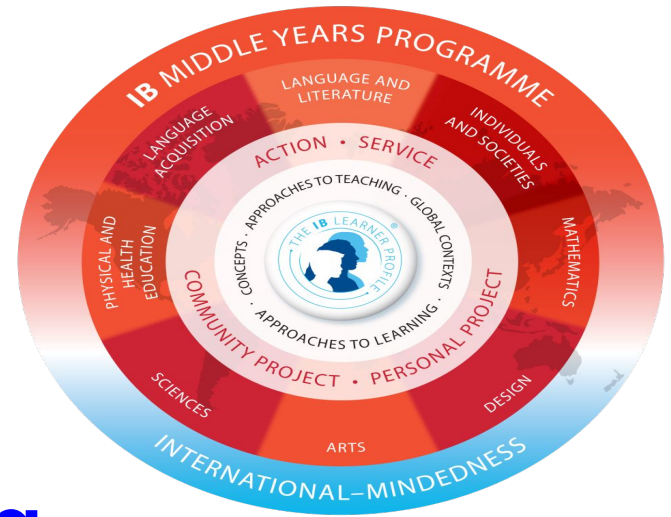 IB MIDDLE YEARS PROGRAMME
LANGUAGE AND
LITERATURE
INDIVIDUALS
AND SOCIETIES
MATHEMATICS
DESIGN
ARTS
SCIENCES
PHYSICAL AND
HEALTH
EDUCATION
LANGUAGE
ACQUISITION
ACTION • SERVICE
COMMUNITY PROJECT • PERSONAL PROJECT
· CONCEPTS · APPROACHES TO TEACHING · GLOBAL CONTEXTS ·
APPROACHES TO LEARNING
THE IB LEARNER PROFILE
®
INTERNATIONAL–MINDEDNESS